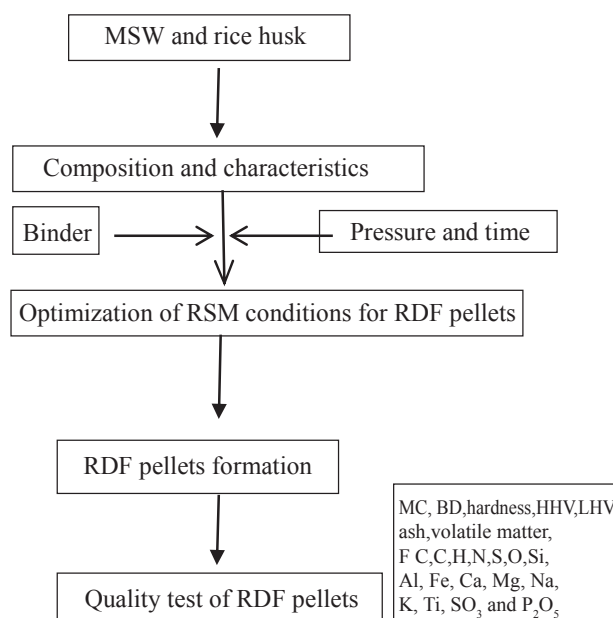 MSW and rice husk
Composition and characteristics
Binder
Pressure and time
Optimization of RSM conditions for RDF pellets
RDF pellets formation
MC, BD,hardness,HHV,LHV
ash,volatile matter,
F C,C,H,N,S,O,Si,
Al, Fe, Ca, Mg, Na,
K, Ti, SO₃ and P₂O₅
Quality test of RDF pellets